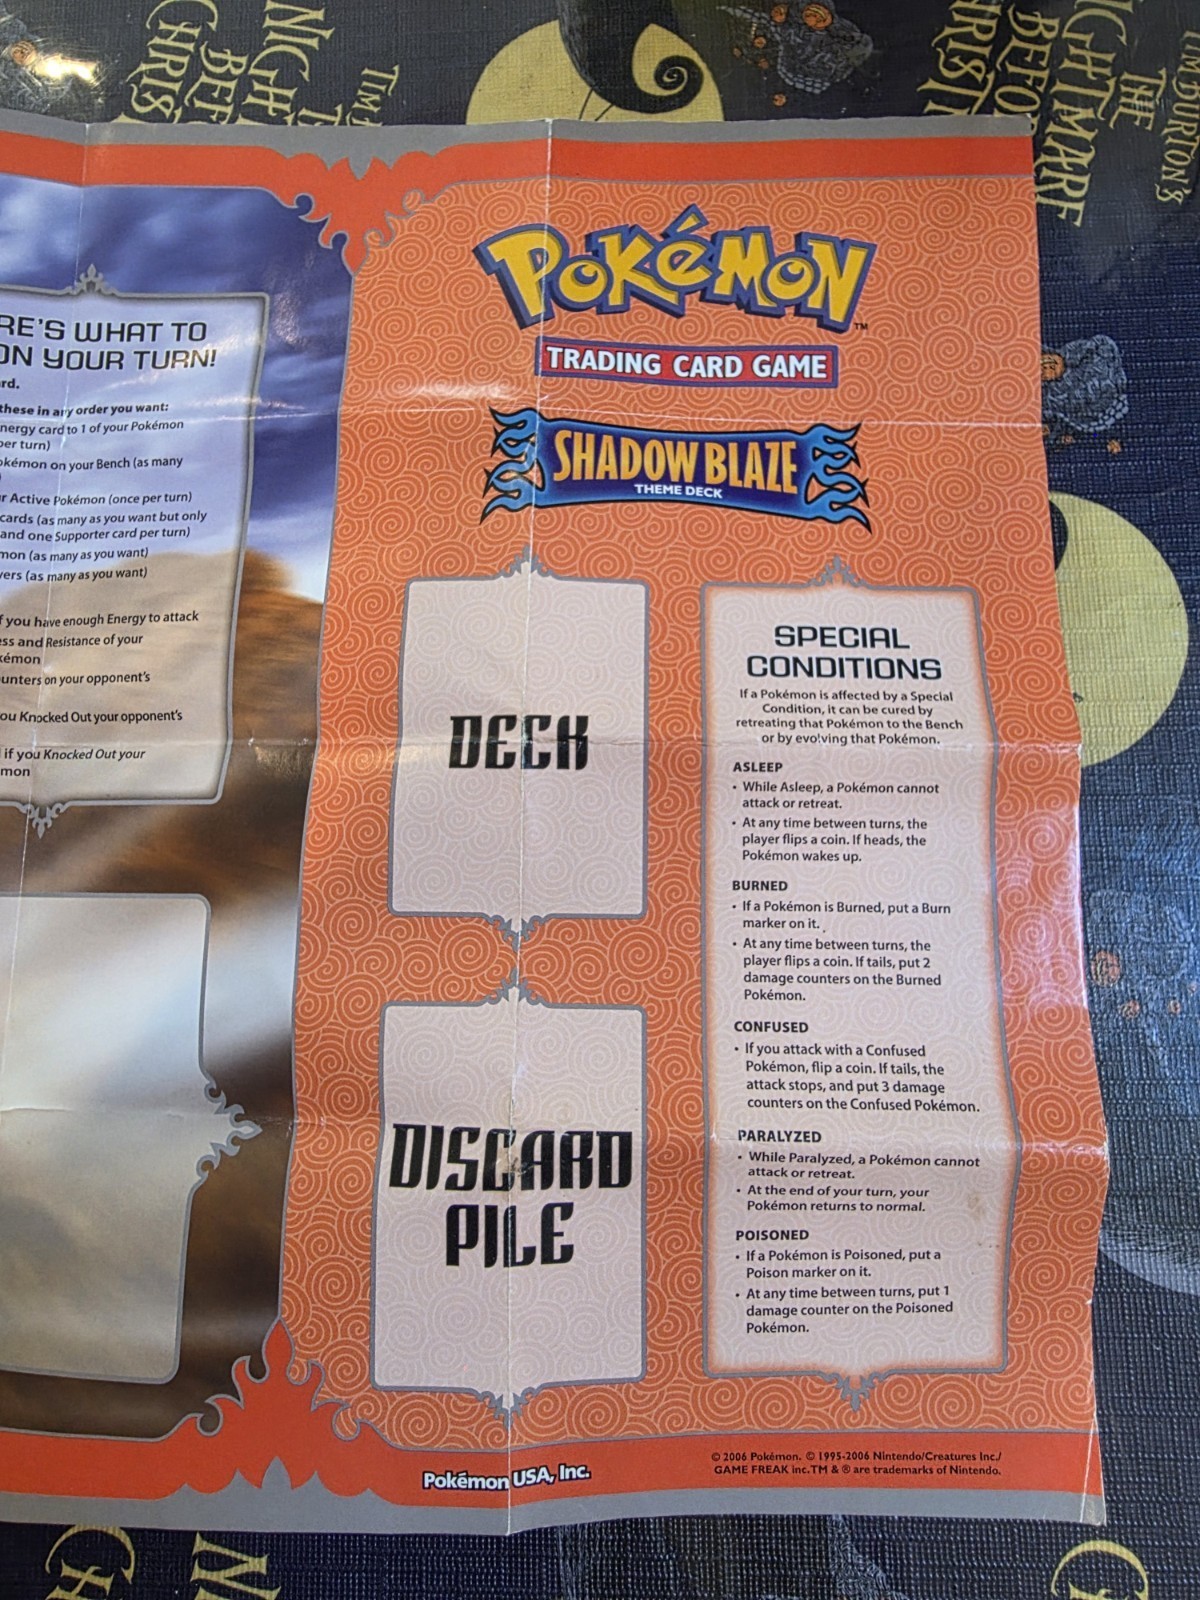 NIGHT
BEF
CHRIS
TIM
TIM BURTON'S
THE
NIGHTMARE
BEFO
CHRIST
RE'S WHAT TO
ON YOUR TURN!
rd.
these in any order you want:
nergy card to 1 of your Pokémon
per turn)
okémon on your Bench (as many
)
r Active Pokémon (once per turn)
cards (as many as you want but only
and one Supporter card per turn)
mon (as many as you want)
vers (as many as you want)
f you have enough Energy to attack
ess and Resistance of your
kémon
unters on your opponent's
ou Knocked Out your opponent's
if you Knocked Out your
mon
POKéMON™
TRADING CARD GAME
SHADOW BLAZE
THEME DECK
DECK
DISCARD
PILE
SPECIAL
CONDITIONS
If a Pokémon is affected by a Special
Condition, it can be cured by
retreating that Pokémon to the Bench
or by evolving that Pokémon.
ASLEEP
• While Asleep, a Pokémon cannot
attack or retreat.
• At any time between turns, the
player flips a coin. If heads, the
Pokémon wakes up.
BURNED
• If a Pokémon is Burned, put a Burn
marker on it.
• At any time between turns, the
player flips a coin. If tails, put 2
damage counters on the Burned
Pokémon.
CONFUSED
• If you attack with a Confused
Pokémon, flip a coin. If tails, the
attack stops, and put 3 damage
counters on the Confused Pokémon.
PARALYZED
• While Paralyzed, a Pokémon cannot
attack or retreat.
• At the end of your turn, your
Pokémon returns to normal.
POISONED
• If a Pokémon is Poisoned, put a
Poison marker on it.
• At any time between turns, put 1
damage counter on the Poisoned
Pokémon.
Pokémon USA, Inc.
© 2006 Pokémon. © 1995-2006 Nintendo/Creatures Inc./
GAME FREAK inc.TM & ® are trademarks of Nintendo.
CH
N
C